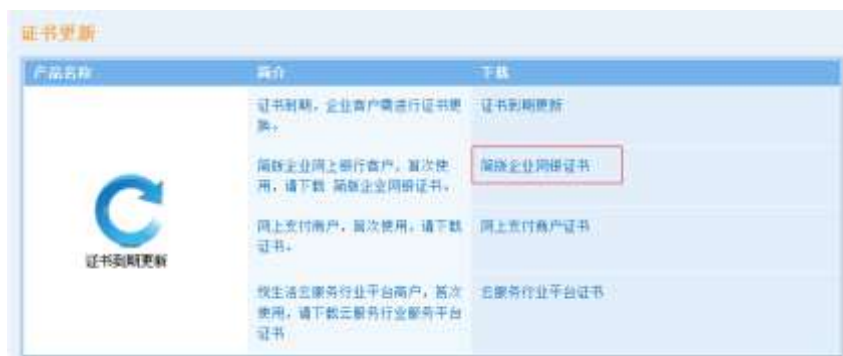 证书更新
产品名称 简介 下载
证书到期，企业客户需进行证书更 证书到期更新
换。
简版企业网上银行客户，首次使 简版企业网银证书
用，请下载 简版企业网银证书。
网上支付商户，首次使用，请下载 网上支付商户证书
证书。
证书到期更新
悦生活云服务行业平台商户，首次 云服务行业平台证书
使用，请下载云服务行业服务平台
证书